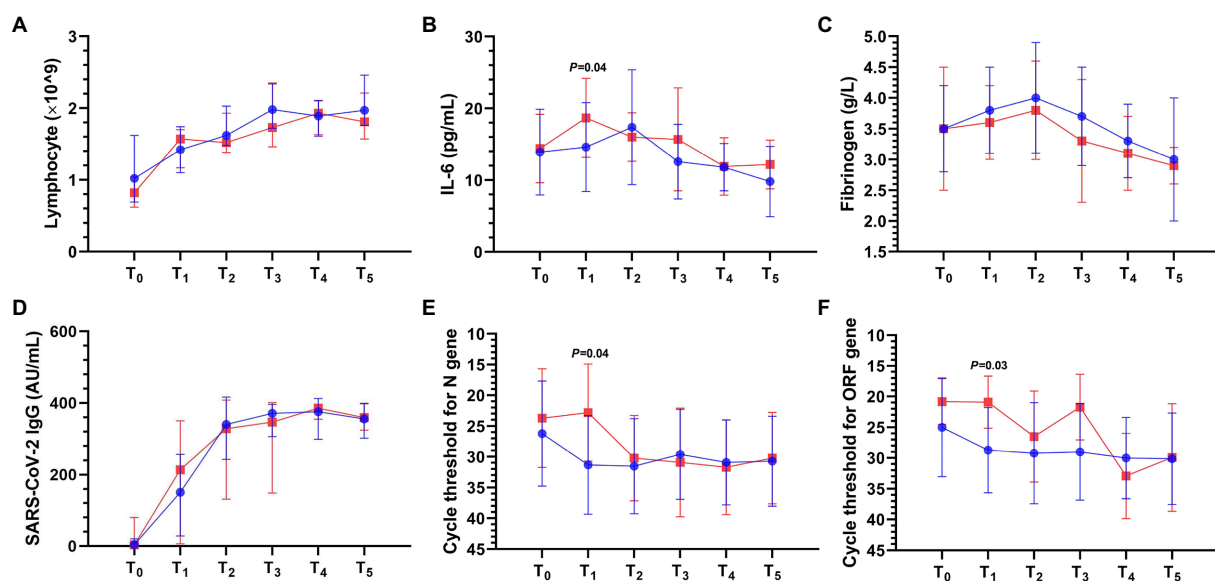 A
Lymphocyte (×10^9)
3
2
1
0
T0 T1 T2 T3 T4 T5
B
IL-6 (pg/mL)
P=0.04
30
20
10
0
T0 T1 T2 T3 T4 T5
C
Fibrinogen (g/L)
5.0
4.5
4.0
3.5
3.0
2.5
2.0
1.5
T0 T1 T2 T3 T4 T5
D
SARS-CoV-2 IgG (AU/mL)
600
400
200
0
T0 T1 T2 T3 T4 T5
E
Cycle threshold for N gene
P=0.04
10
15
20
25
30
35
40
45
T0 T1 T2 T3 T4 T5
F
Cycle threshold for ORF gene
P=0.03
10
15
20
25
30
35
40
45
T0 T1 T2 T3 T4 T5